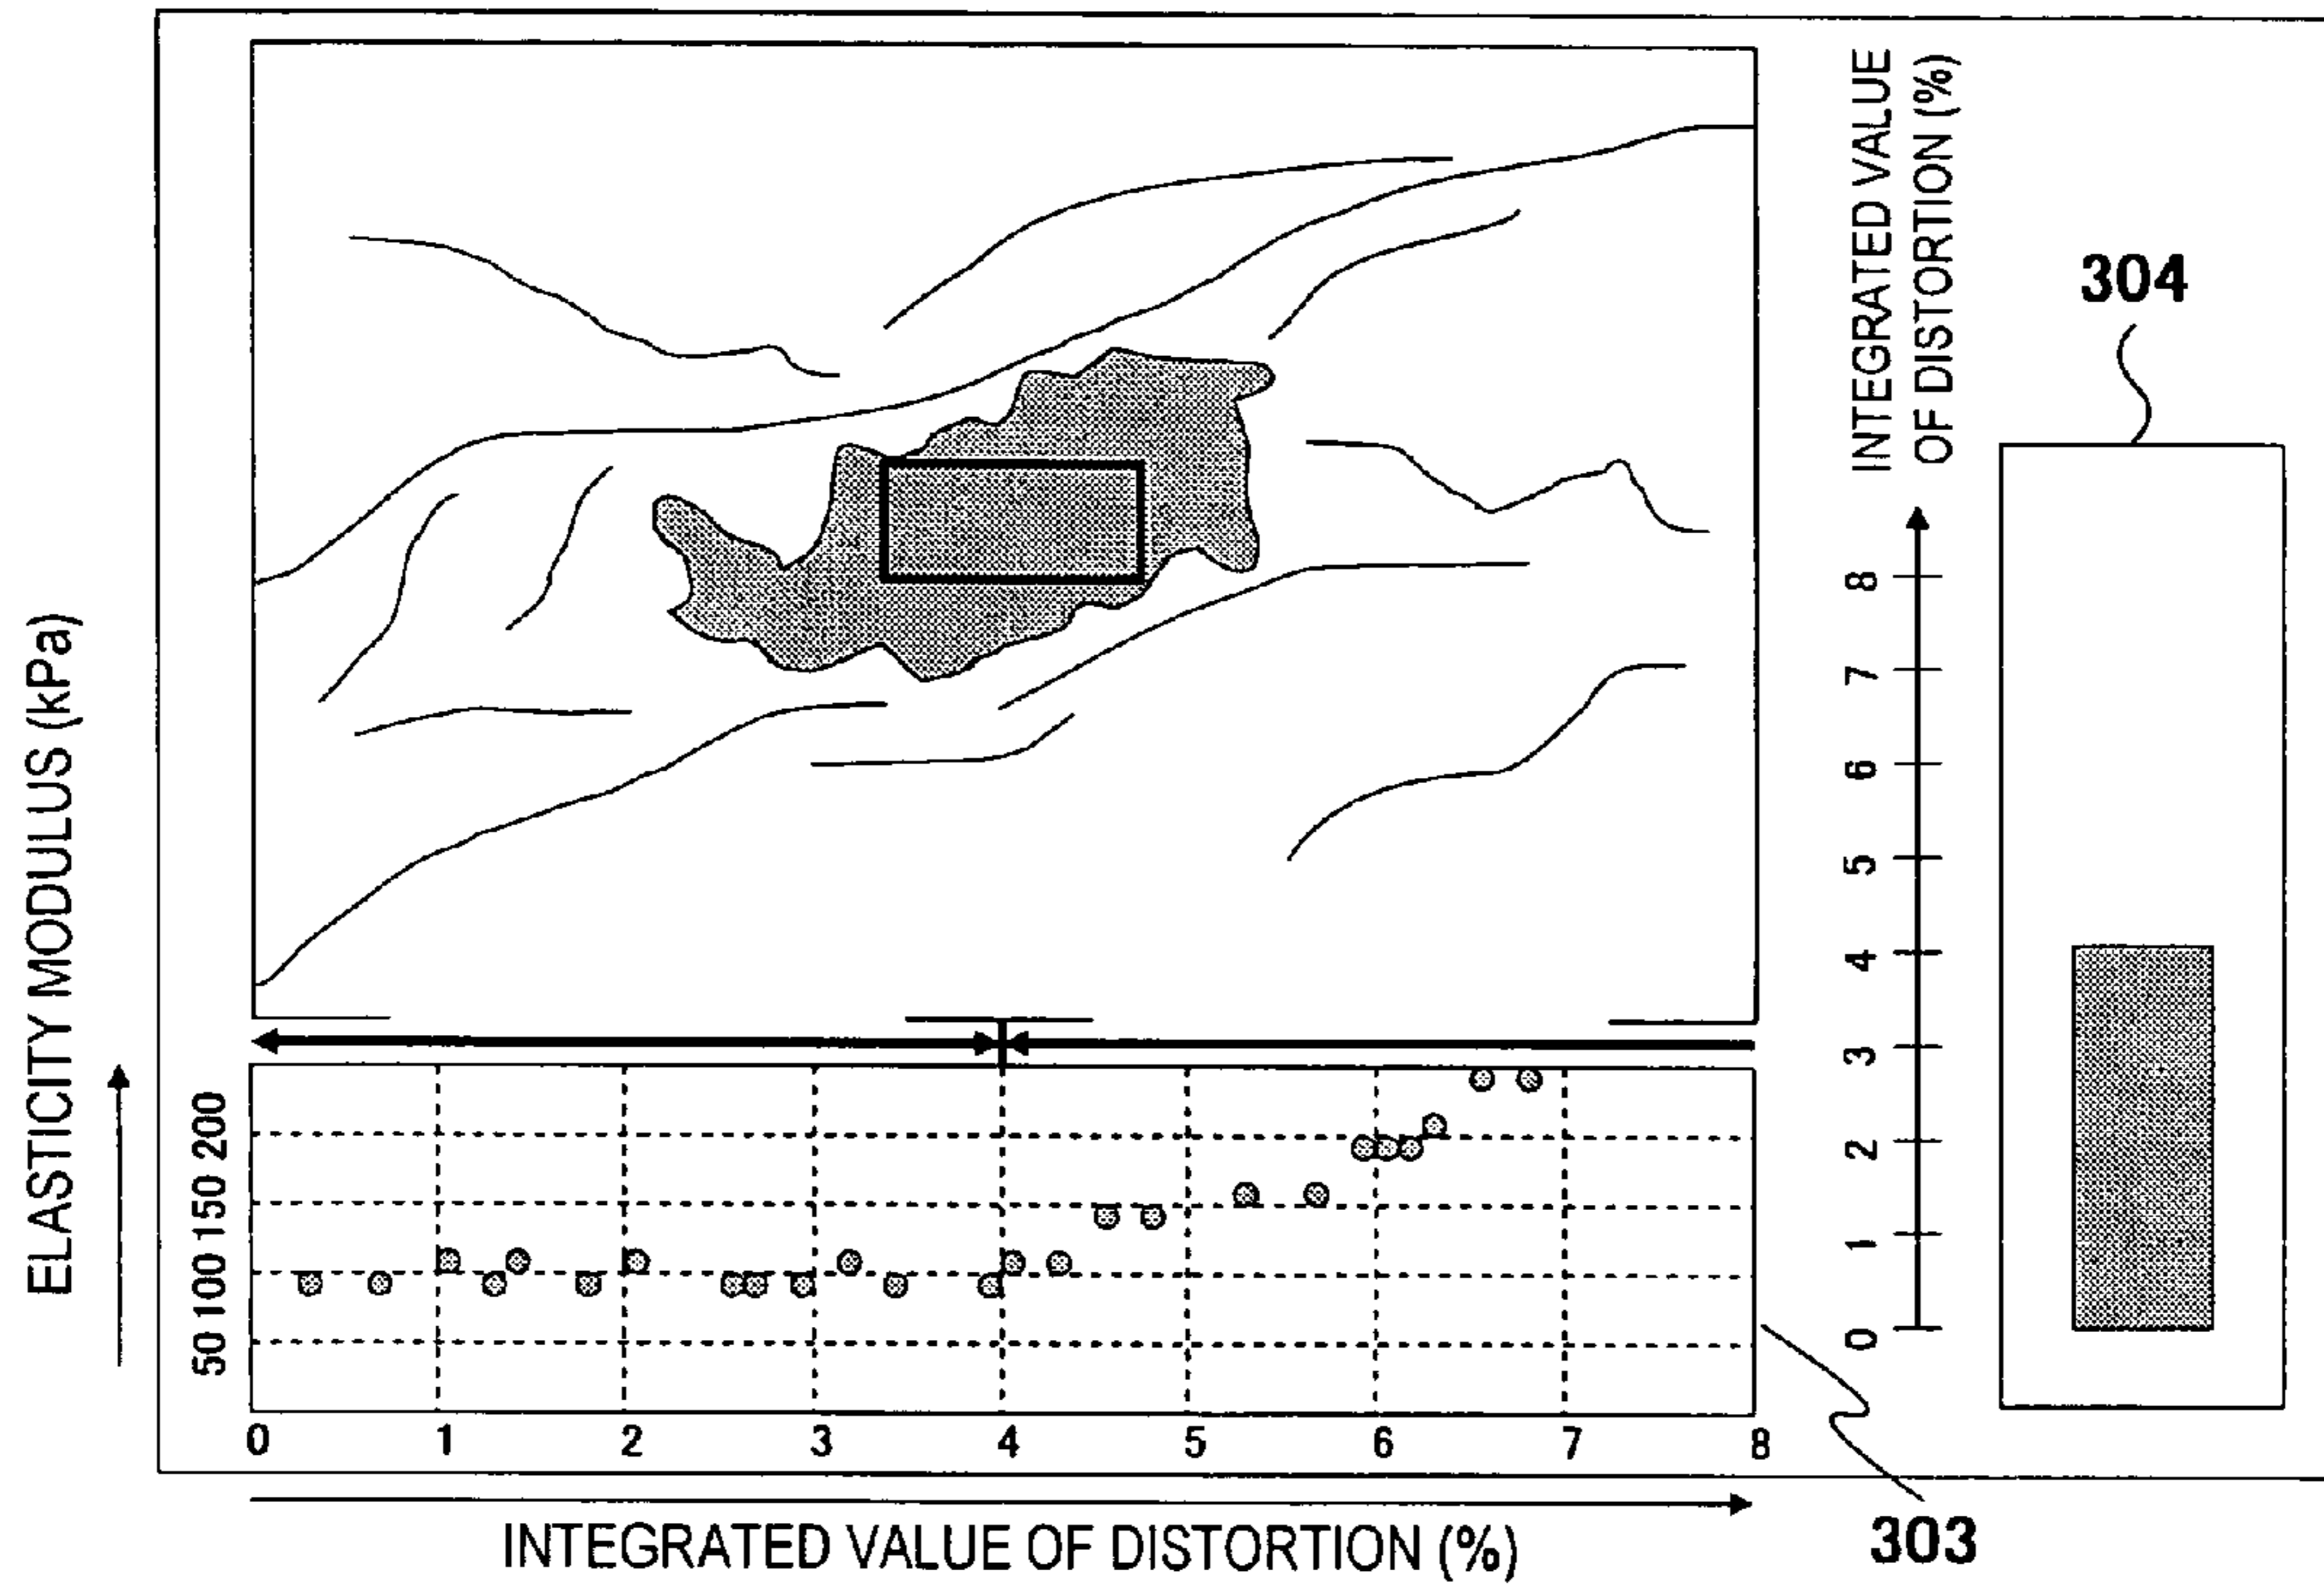 INTEGRATED VALUE
OF DISTORTION (%)
304
8
7
6
5
4
3
2
1
0
ELASTICITY MODULUS (kPa)
50 100 150 200
0 1 2 3 4 5 6 7 8
INTEGRATED VALUE OF DISTORTION (%)
303